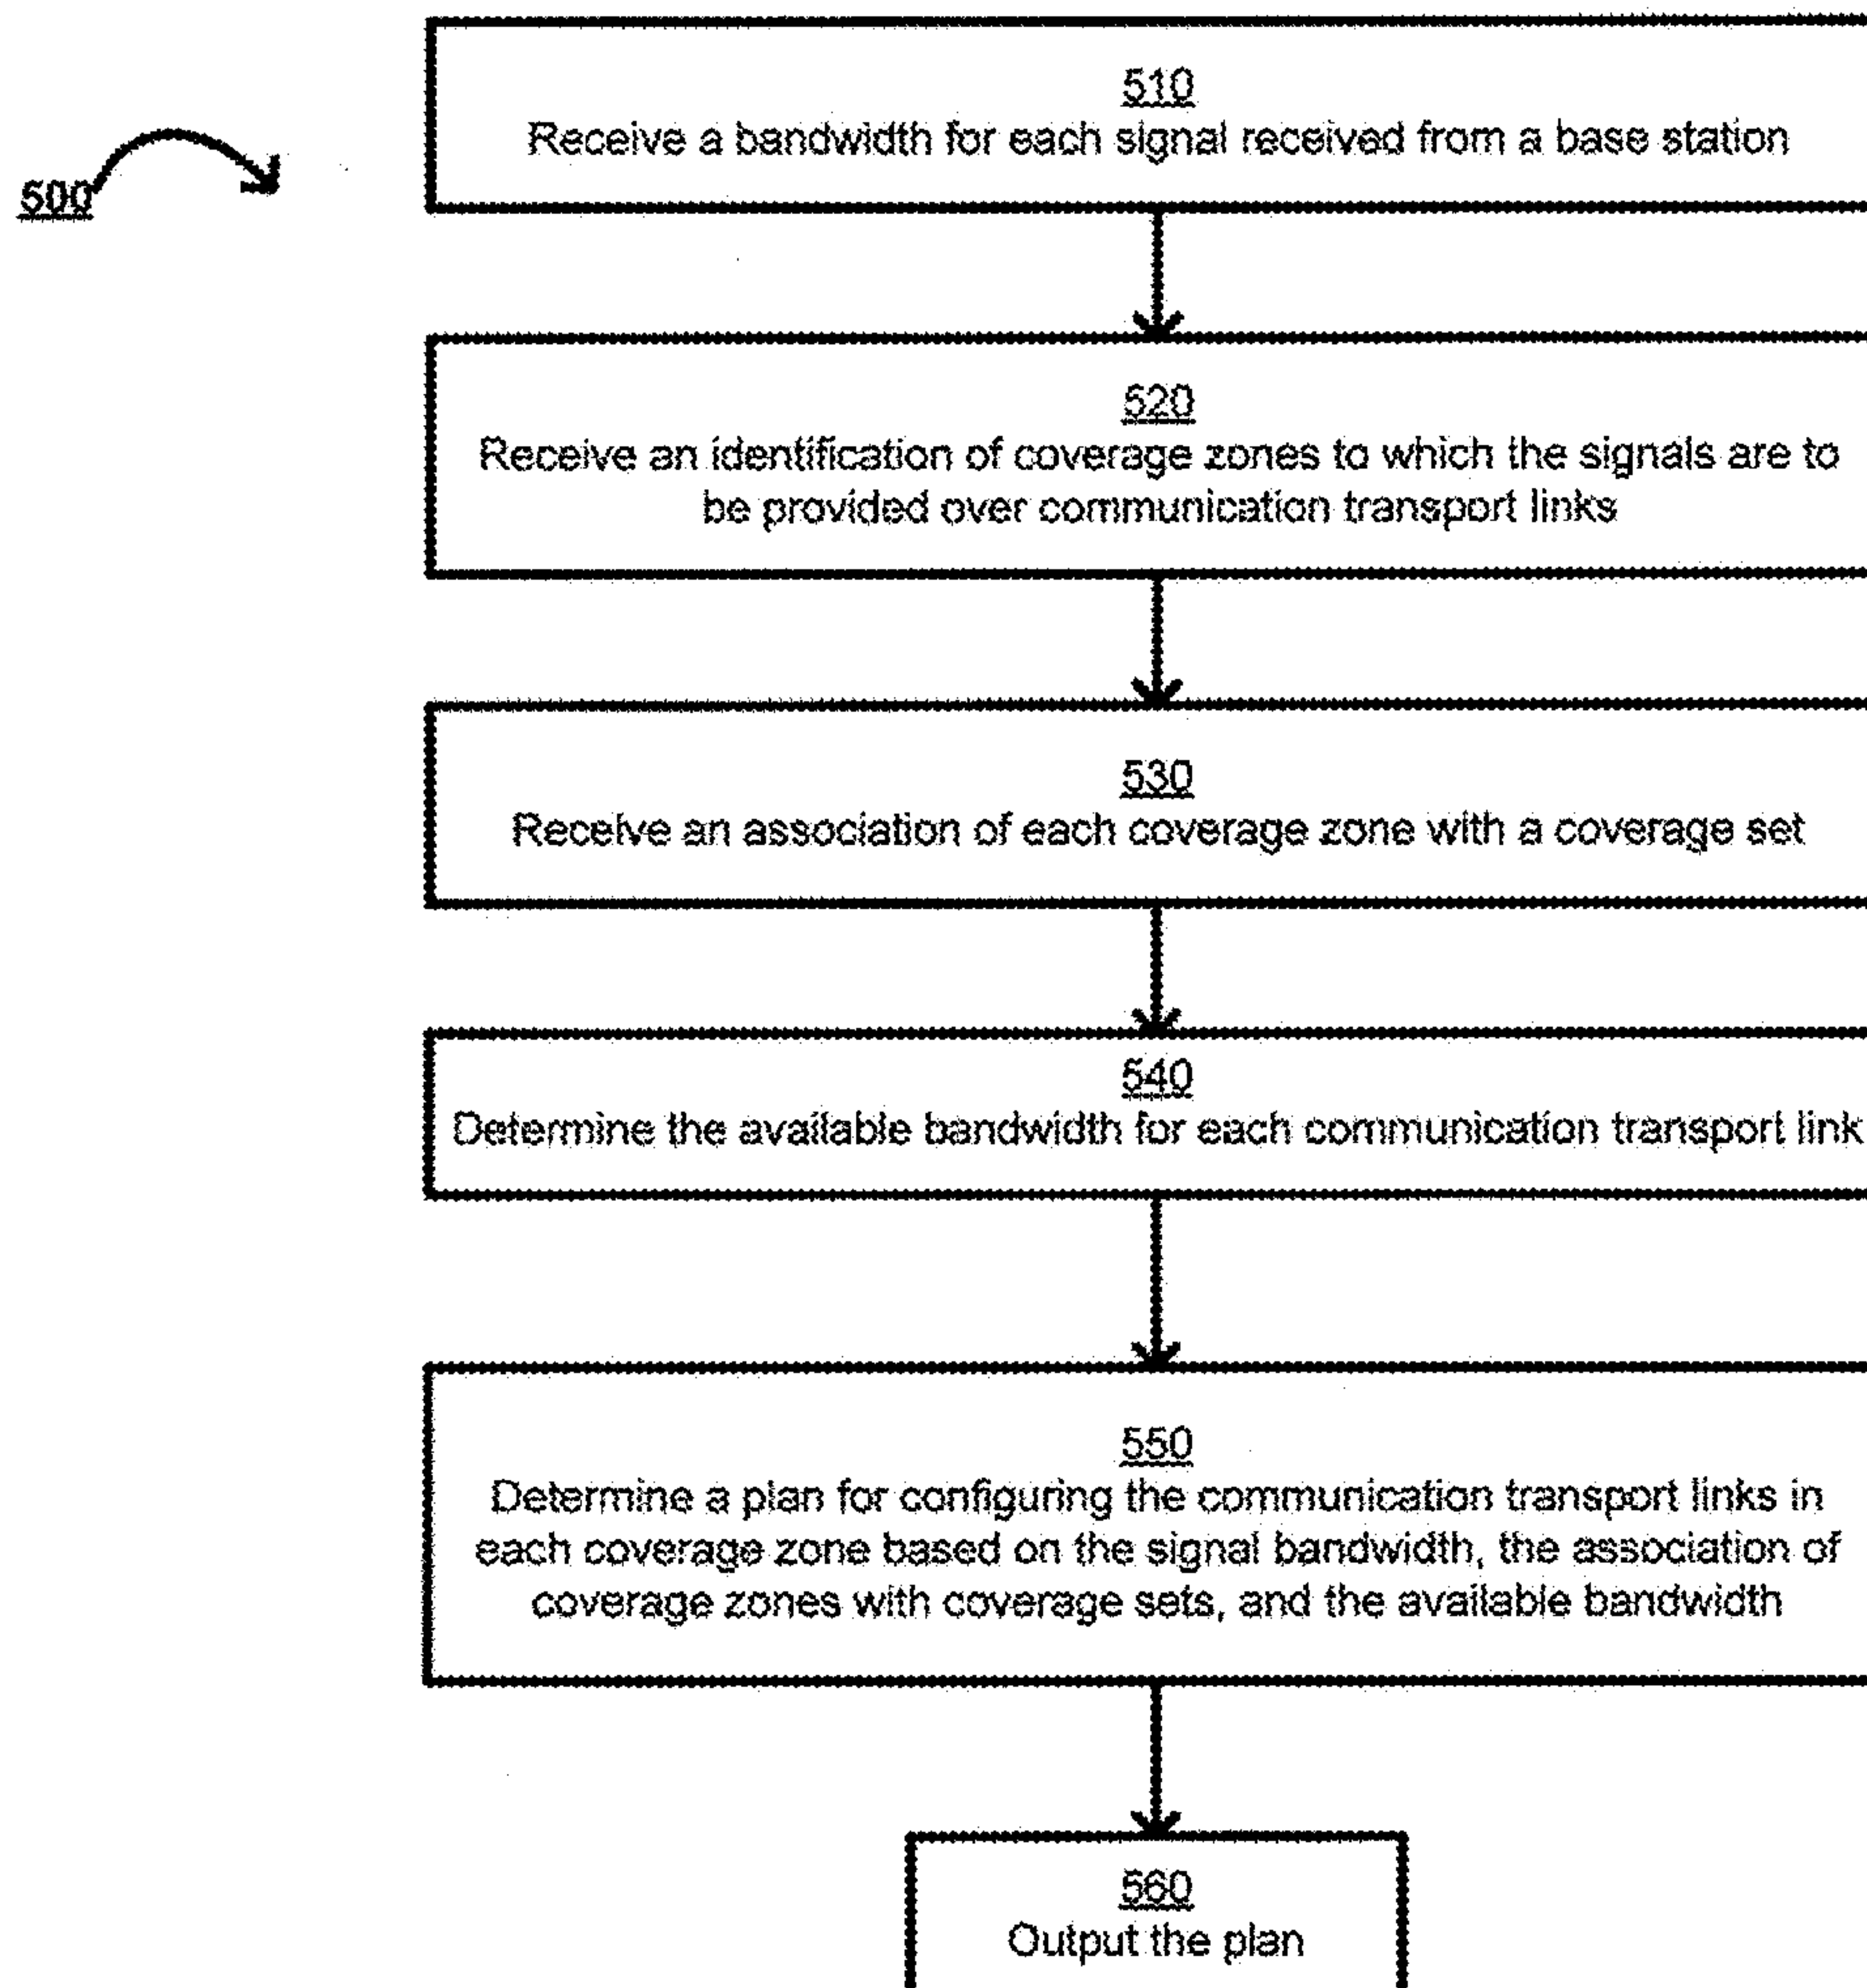 510
Receive a bandwidth for each signal received from a base station
500
520
Receive an identification of coverage zones to which the signals are to
be provided over communication transport links
530
Receive an association of each coverage zone with a coverage set
540
Determine the available bandwidth for each communication transport link
550
Determine a plan for configuring the communication transport links in
each coverage zone based on the signal bandwidth, the association of
coverage zones with coverage sets, and the available bandwidth
560
Output the plan